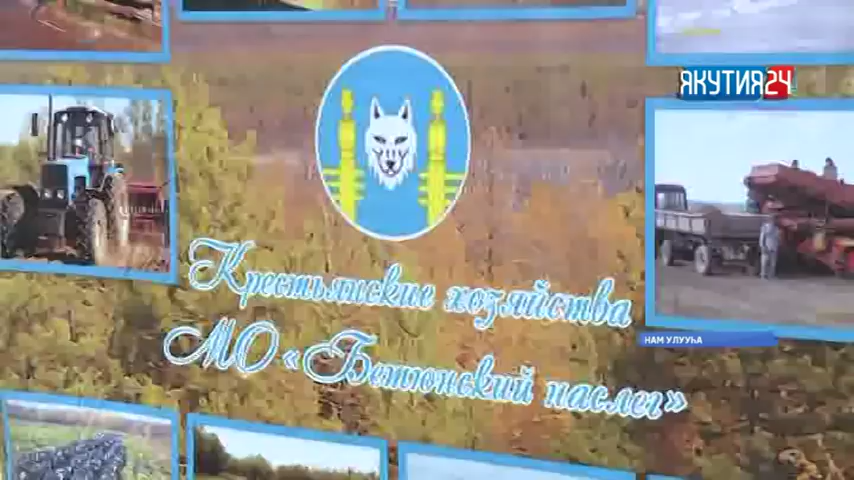 ЯКУТИЯ24
Крестьянские хозяйства
НАМ УЛУУҺА
МО «Бетюнский наслег»